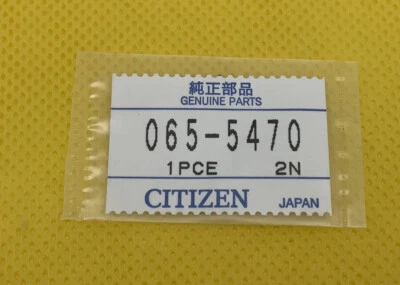 純正部品
GENUINE PARTS
065-5470
1PCE 2N
CITIZEN JAPAN